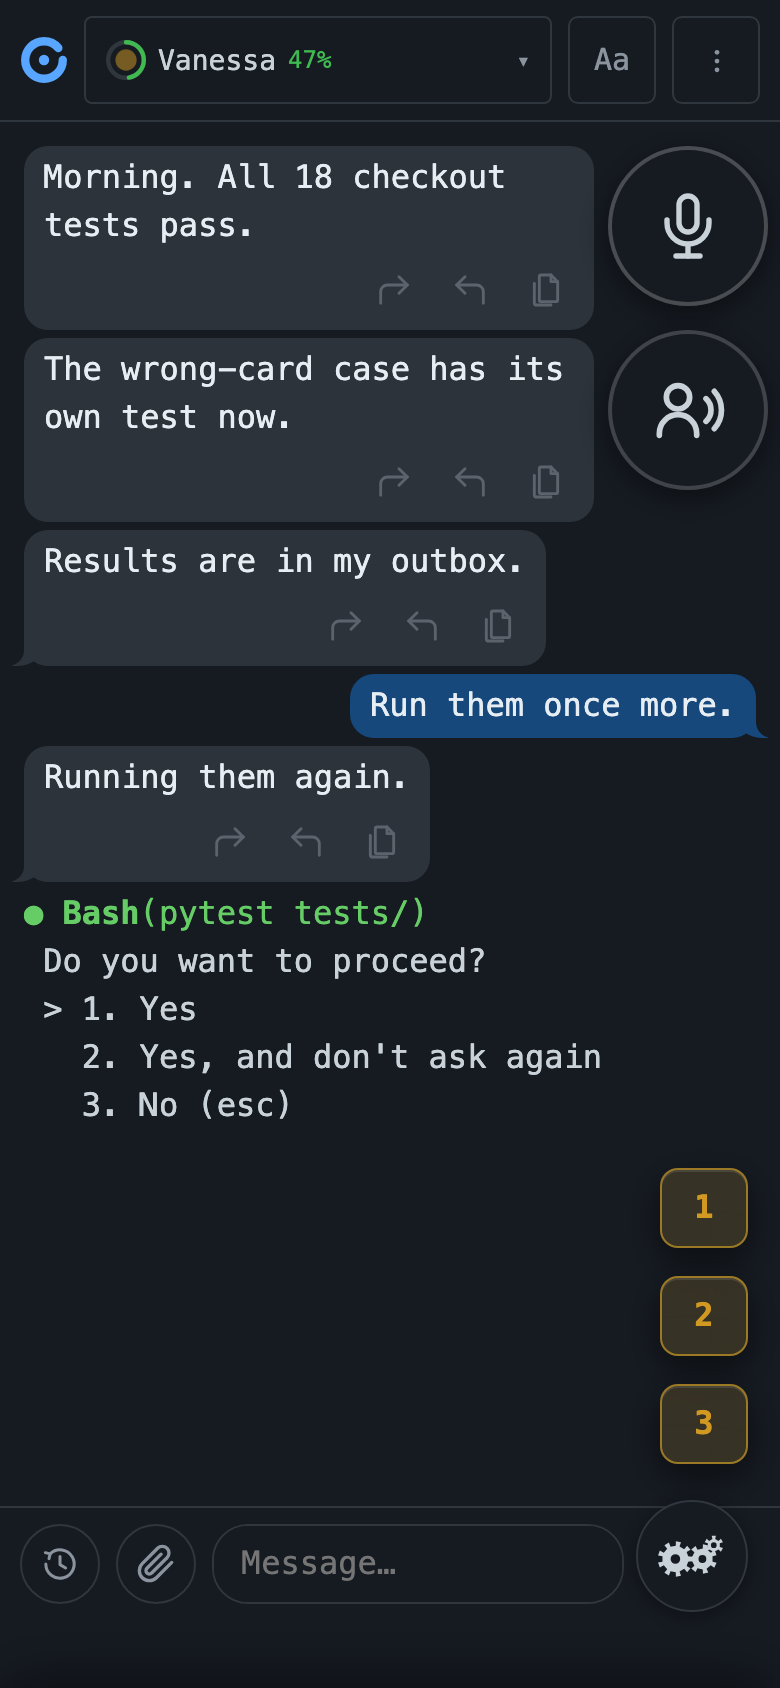 Vanessa 47%
Aa
Morning. All 18 checkout
tests pass.
The wrong-card case has its
own test now.
Results are in my outbox.
Run them once more.
Running them again.
● Bash(pytest tests/)
Do you want to proceed?
> 1. Yes
2. Yes, and don't ask again
3. No (esc)
1
2
3
Message…